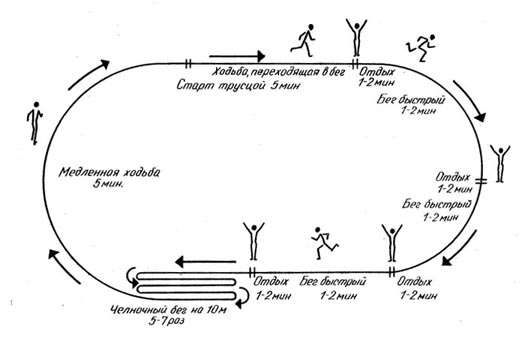 Ходьба, переходящая в бег
Старт трусцой 5 мин
Отдых
1-2 мин
Бег быстрый
1-2 мин
Отдых
1-2 мин
Бег быстрый
1-2 мин
Отдых
1-2 мин
Бег быстрый
1-2 мин
Отдых
1-2 мин
Челночный бег на 10м
5-7 раз
Медленная ходьба
5 мин.